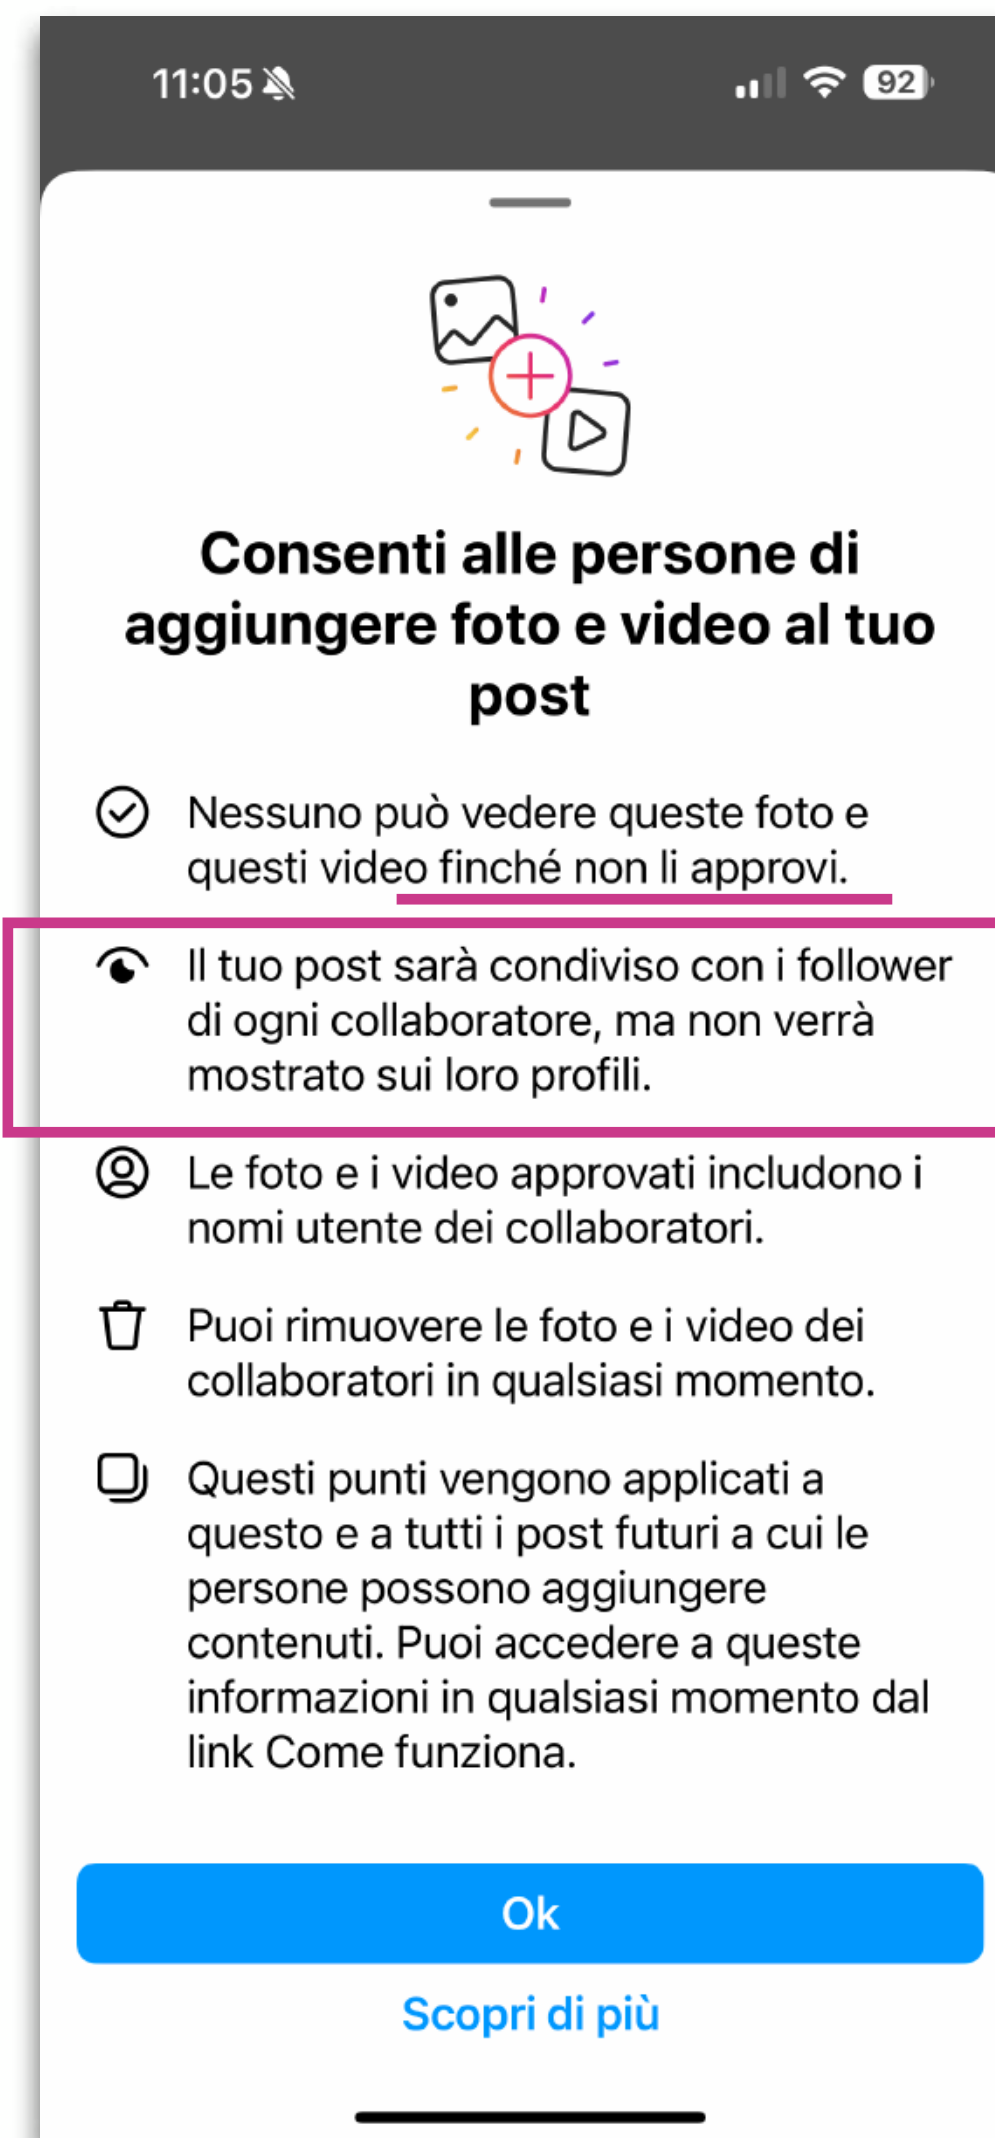 11:05
92
Consenti alle persone di
aggiungere foto e video al tuo
post
Nessuno può vedere queste foto e
questi video finché non li approvi.
Il tuo post sarà condiviso con i follower
di ogni collaboratore, ma non verrà
mostrato sui loro profili.
Le foto e i video approvati includono i
nomi utente dei collaboratori.
Puoi rimuovere le foto e i video dei
collaboratori in qualsiasi momento.
Questi punti vengono applicati a
questo e a tutti i post futuri a cui le
persone possono aggiungere
contenuti. Puoi accedere a queste
informazioni in qualsiasi momento dal
link Come funziona.
Ok
Scopri di più